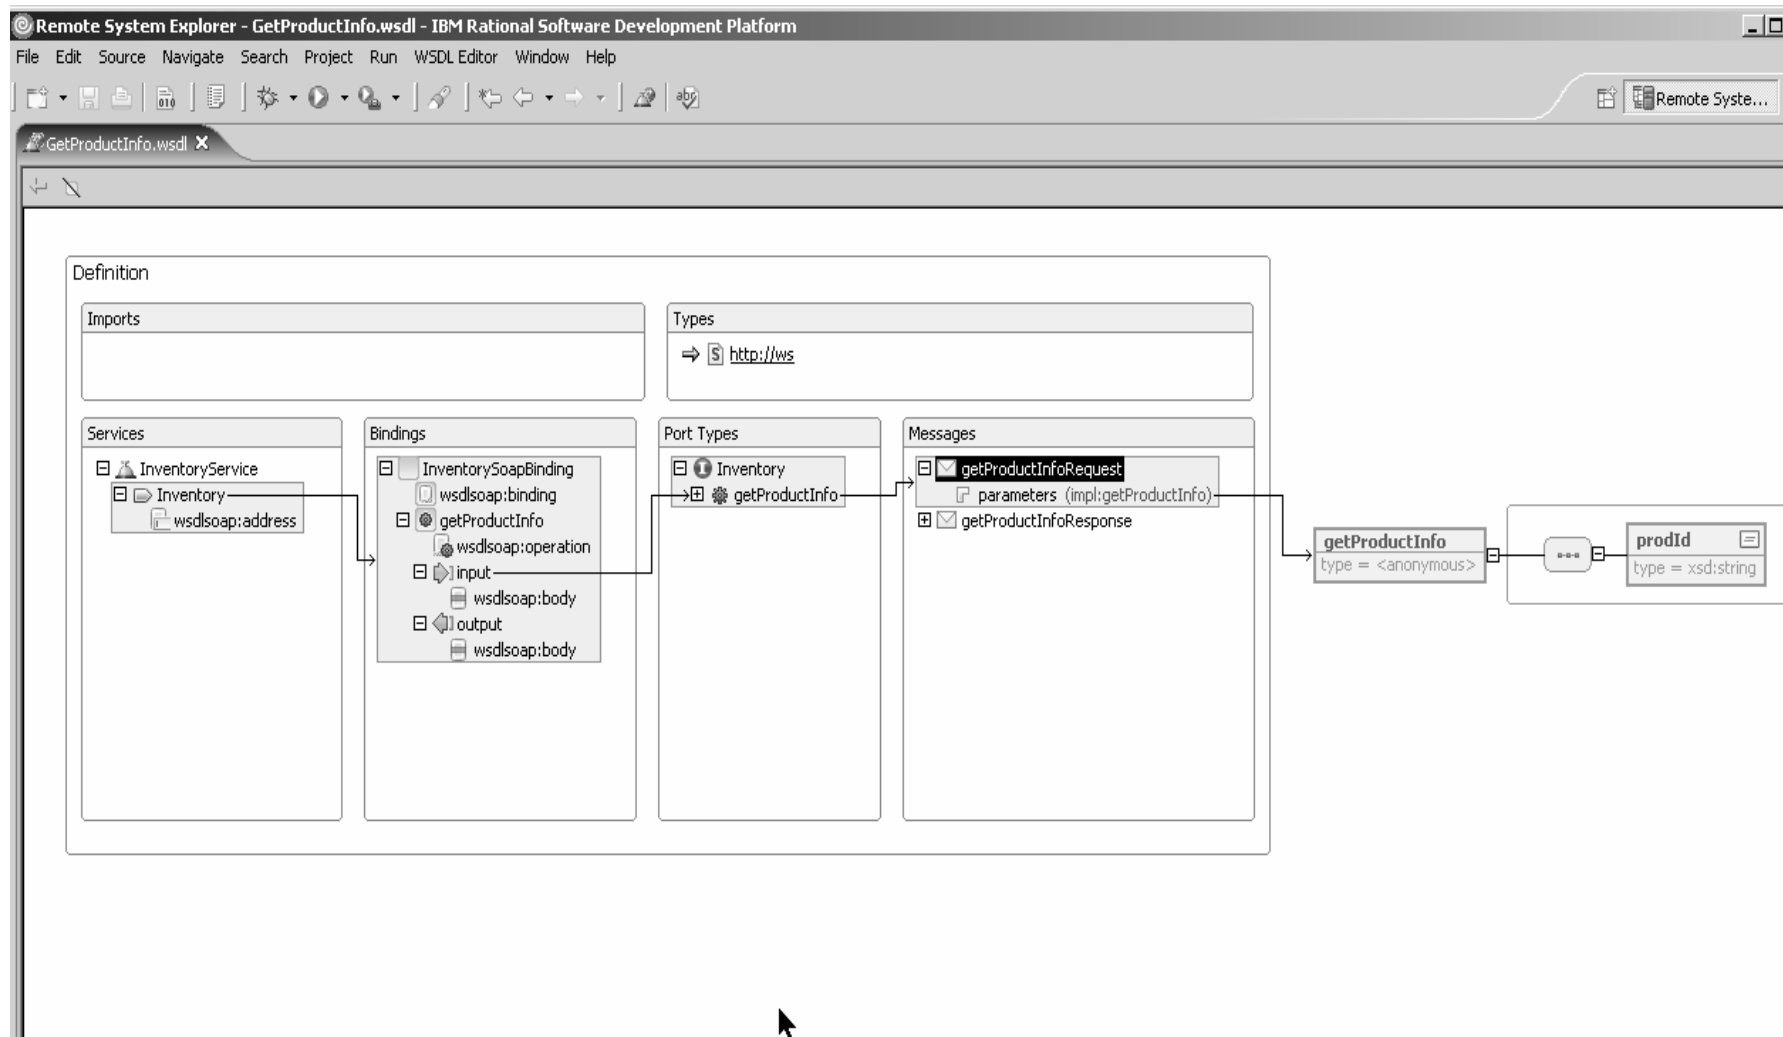 Remote System Explorer - GetProductInfo.wsdl - IBM Rational Software Development Platform
File Edit Source Navigate Search Project Run WSDL Editor Window Help
010
abc
Remote Syste...
GetProductInfo.wsdl
Definition
Imports
Types
S http://ws
Services
InventoryService
Inventory
wsdlsoap:address
Bindings
InventorySoapBinding
wsdlsoap:binding
getProductInfo
wsdlsoap:operation
input
wsdlsoap:body
output
wsdlsoap:body
Port Types
Inventory
getProductInfo
Messages
getProductInfoRequest
parameters (impl:getProductInfo)
getProductInfoResponse
getProductInfo
type = <anonymous>
prodId
type = xsd:string